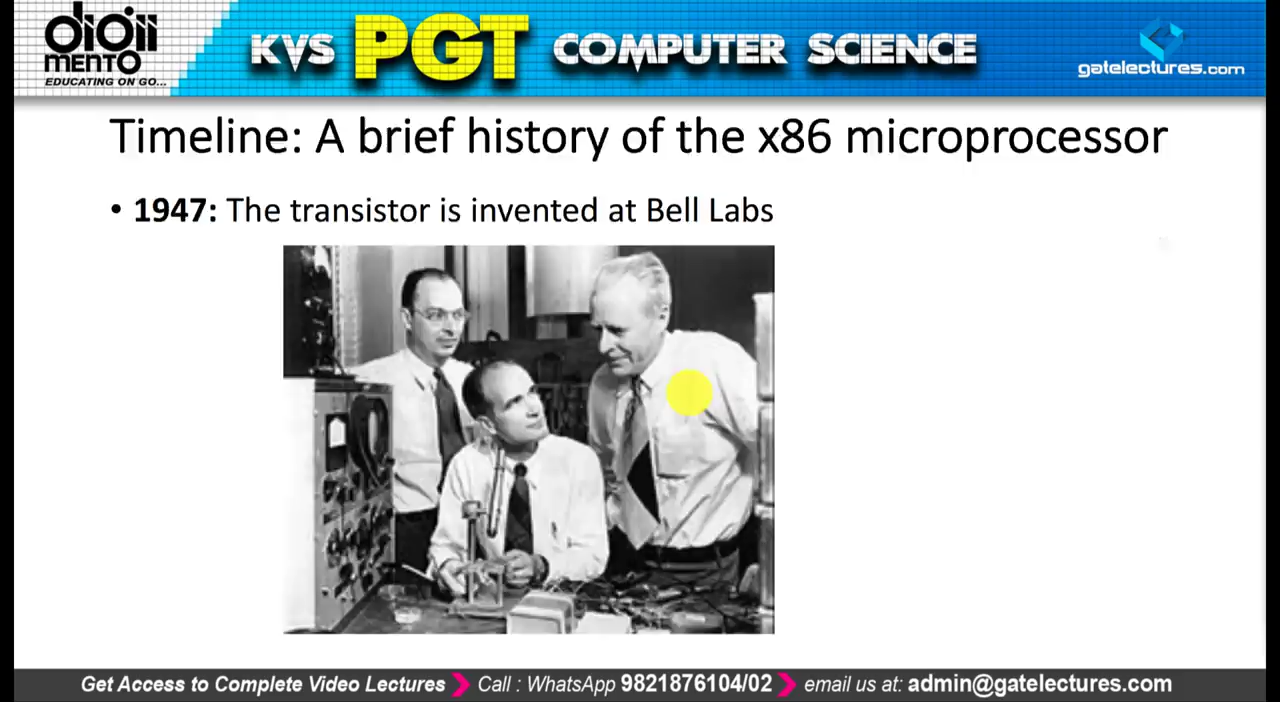 digii
mento
EDUCATING ON GO...
KVS PGT COMPUTER SCIENCE
gatelectures.com
Timeline: A brief history of the x86 microprocessor
• 1947: The transistor is invented at Bell Labs
Get Access to Complete Video Lectures Call : WhatsApp 9821876104/02 email us at: admin@gatelectures.com